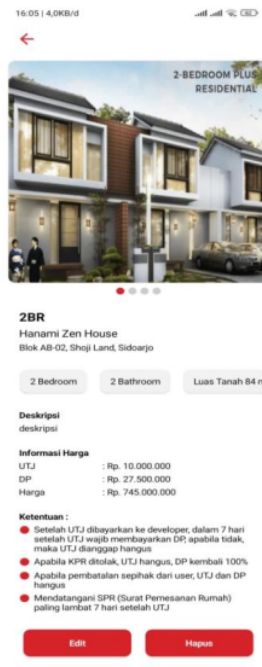 16:05 | 4,0KB/d
2-BEDROOM PLUS
RESIDENTIAL
2BR
Hanami Zen House
Blok AB-02, Shoji Land, Sidoarjo
2 Bedroom
2 Bathroom
Luas Tanah 84
Deskripsi
deskripsi
Informasi Harga
UTJ : Rp. 10.000.000
DP : Rp. 27.500.000
Harga : Rp. 745.000.000
Ketentuan :
Setelah UTJ dibayarkan ke developer, dalam 7 hari
setelah UTJ wajib membayarkan DP, apabila tidak,
maka UTJ dianggap hangus
Apabila KPR ditolak, UTJ hangus, DP kembali 100%
Apabila pembatalan sepihak dari user, UTJ dan DP
hangus
Mendatangani SPR (Surat Pemesanan Rumah)
paling lambat 7 hari setelah UTJ
Edit
Hapus